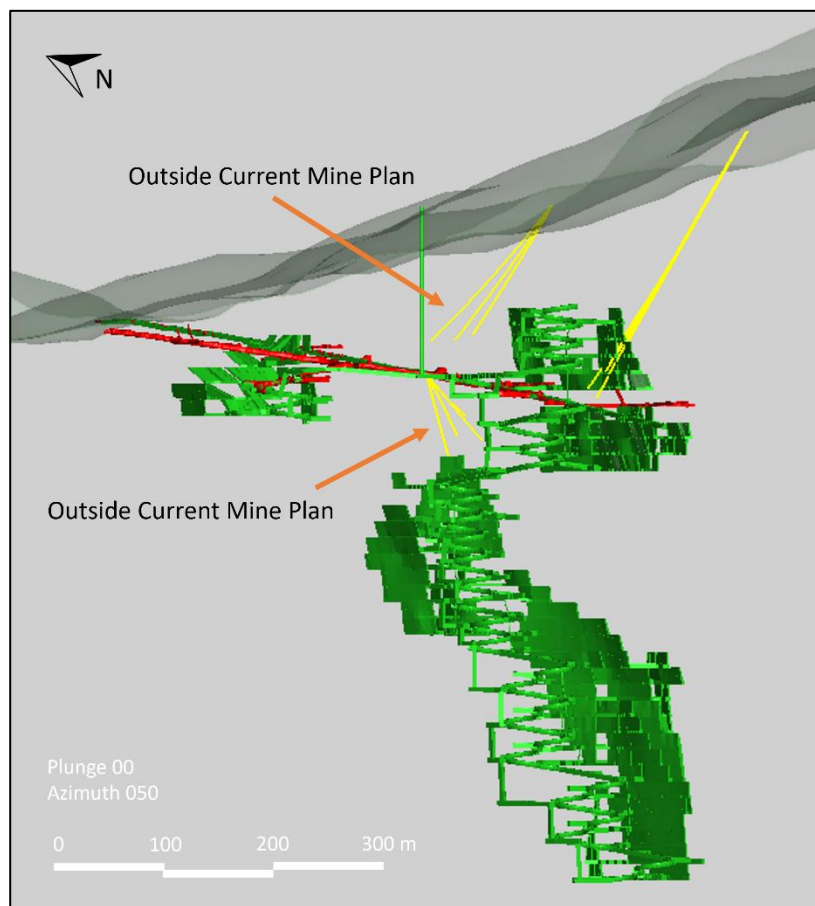 N
Outside Current Mine Plan
Outside Current Mine Plan
Plunge 00
Azimuth 050
0 100 200 300 m